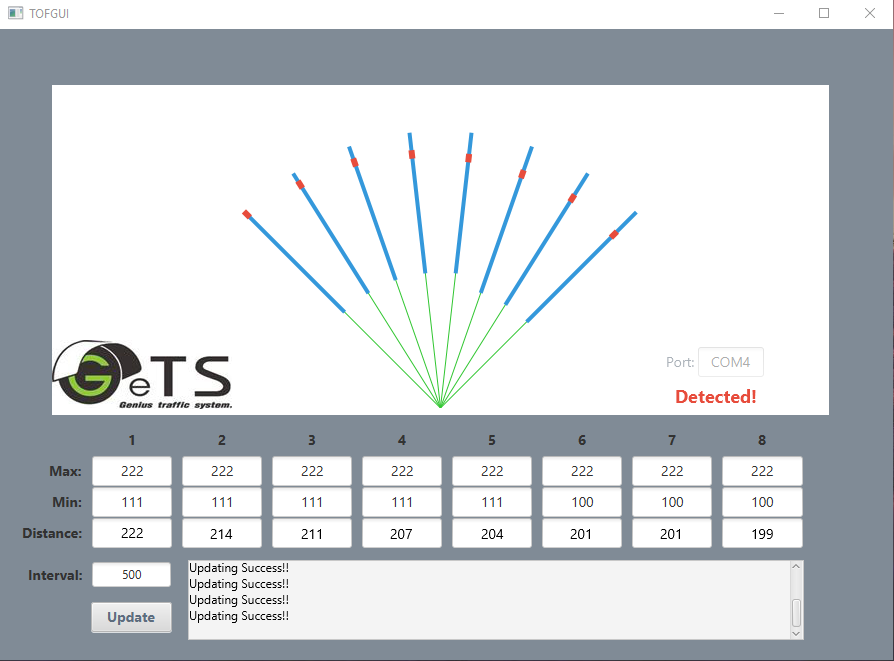 TOFGUI
GeTS
Genius traffic system.
Port: COM4
Detected!
1 2 3 4 5 6 7 8
Max: 222 222 222 222 222 222 222 222
Min: 111 111 111 111 111 100 100 100
Distance: 222 214 211 207 204 201 201 199
Interval: 500
Updating Success!!
Updating Success!!
Updating Success!!
Updating Success!!
Update